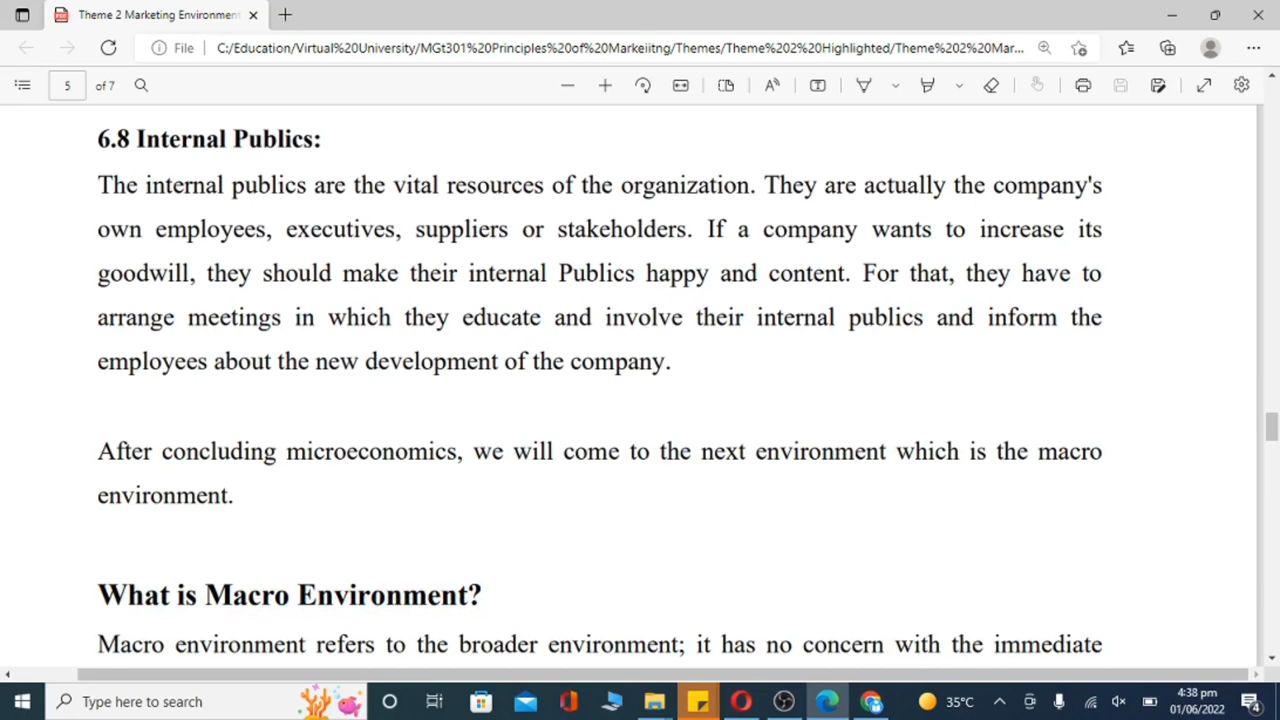 Theme 2 Marketing Environment
File
C:/Education/Virtual%20University/MGt301%20Principles%20of%20Markeiitng/Themes/Theme%202%20Highlighted/Theme%202%20Mar...
5 of 7
6.8 Internal Publics:
The internal publics are the vital resources of the organization. They are actually the company's
own employees, executives, suppliers or stakeholders. If a company wants to increase its
goodwill, they should make their internal Publics happy and content. For that, they have to
arrange meetings in which they educate and involve their internal publics and inform the
employees about the new development of the company.
After concluding microeconomics, we will come to the next environment which is the macro
environment.
What is Macro Environment?
Macro environment refers to the broader environment; it has no concern with the immediate
Type here to search
35°C
4:38 pm
01/06/2022
4